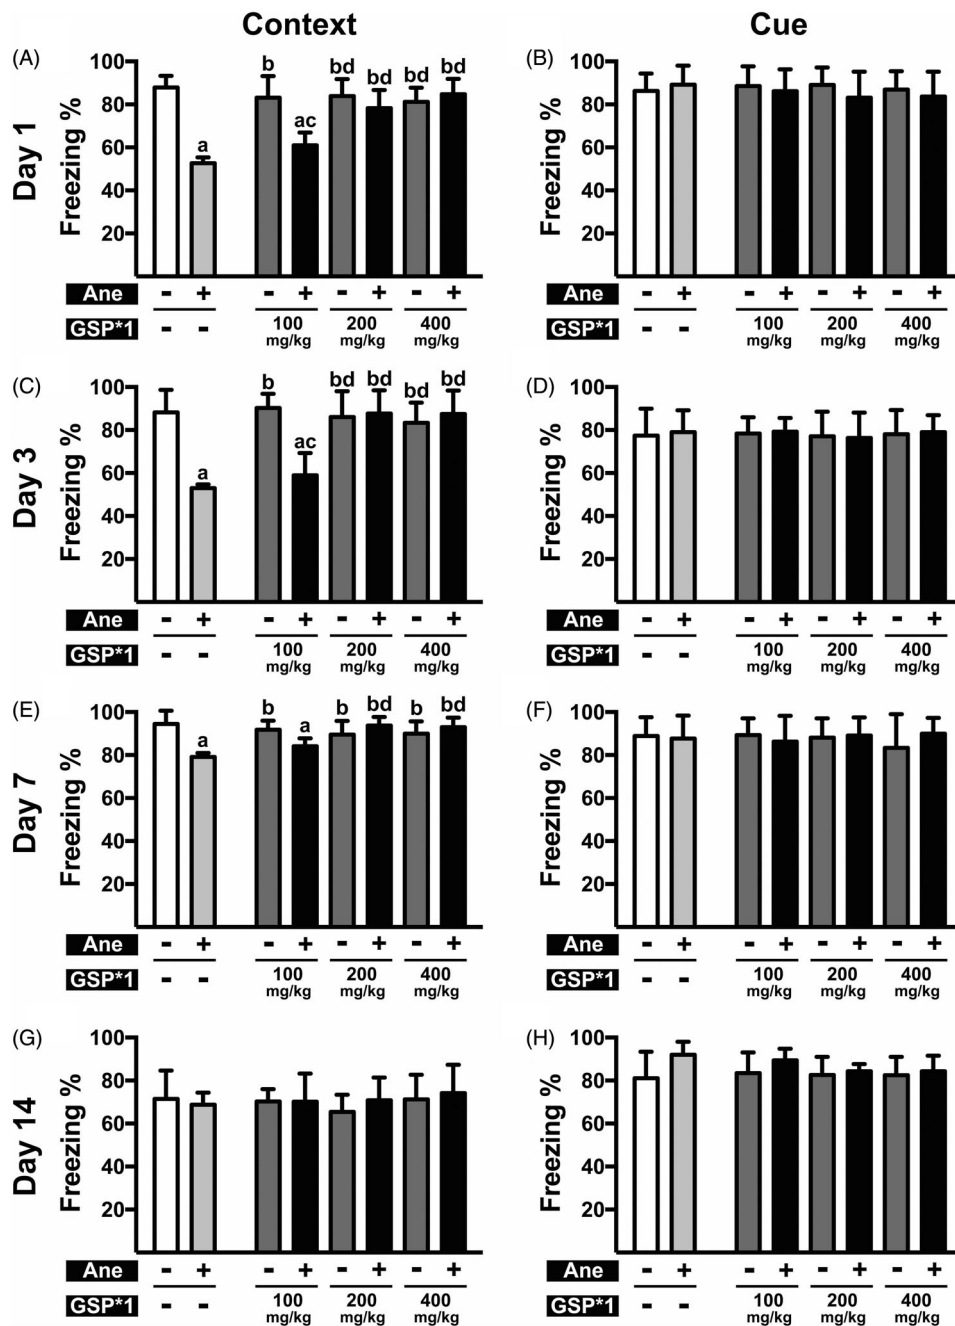 Context
Cue
Day 1
(A)
Freezing %
100
80
60
40
20
a
b
ac
bd
bd
bd
bd
Ane - + - + - + - +
GSP*1 - - 100 mg/kg 200 mg/kg 400 mg/kg
(B)
Freezing %
100
80
60
40
20
Ane - + - + - + - +
GSP*1 - - 100 mg/kg 200 mg/kg 400 mg/kg
Day 3
(C)
Freezing %
100
80
60
40
20
a
b
ac
bd
bd
bd
bd
Ane - + - + - + - +
GSP*1 - - 100 mg/kg 200 mg/kg 400 mg/kg
(D)
Freezing %
100
80
60
40
20
Ane - + - + - + - +
GSP*1 - - 100 mg/kg 200 mg/kg 400 mg/kg
Day 7
(E)
Freezing %
100
80
60
40
20
a
b
a
b
bd
b
bd
Ane - + - + - + - +
GSP*1 - - 100 mg/kg 200 mg/kg 400 mg/kg
(F)
Freezing %
100
80
60
40
20
Ane - + - + - + - +
GSP*1 - - 100 mg/kg 200 mg/kg 400 mg/kg
Day 14
(G)
Freezing %
100
80
60
40
20
Ane - + - + - + - +
GSP*1 - - 100 mg/kg 200 mg/kg 400 mg/kg
(H)
Freezing %
100
80
60
40
20
Ane - + - + - + - +
GSP*1 - - 100 mg/kg 200 mg/kg 400 mg/kg